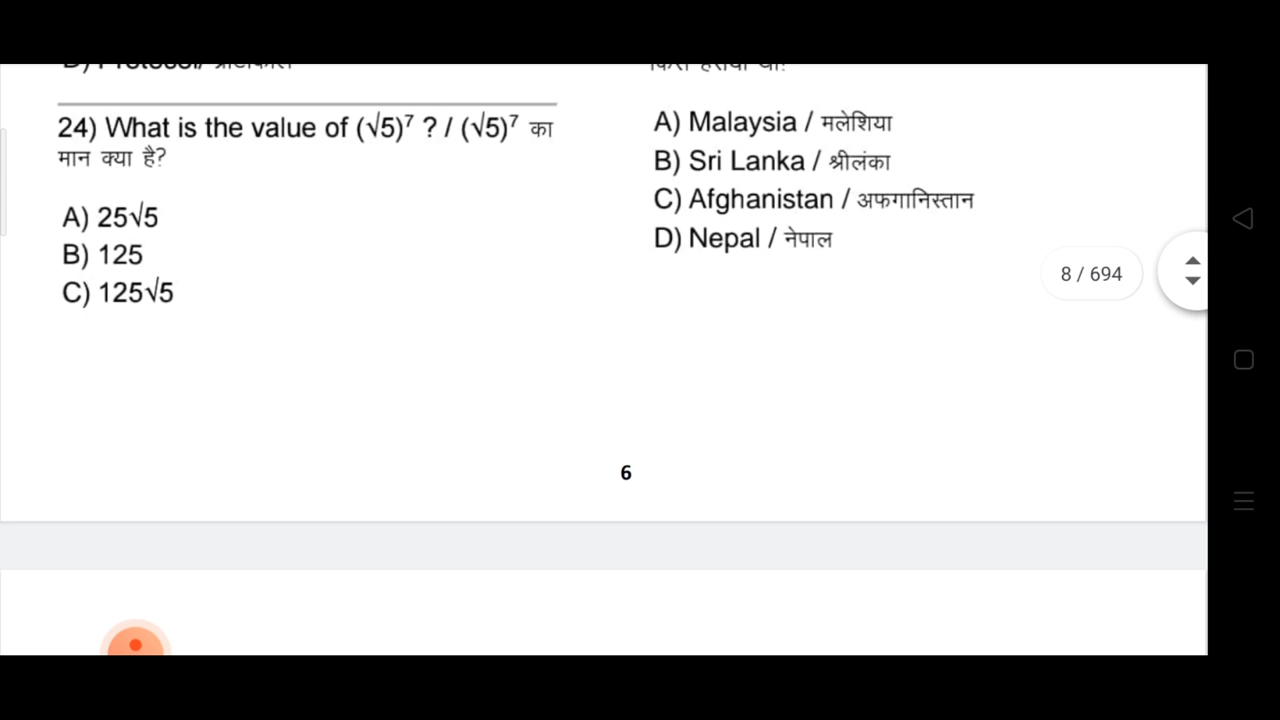 24) What is the value of (√5)⁷ ? / (√5)⁷ का
मान क्या है?
A) 25√5
B) 125
C) 125√5
A) Malaysia / मलेशिया
B) Sri Lanka / श्रीलंका
C) Afghanistan / अफगानिस्तान
D) Nepal / नेपाल
8 / 694
6